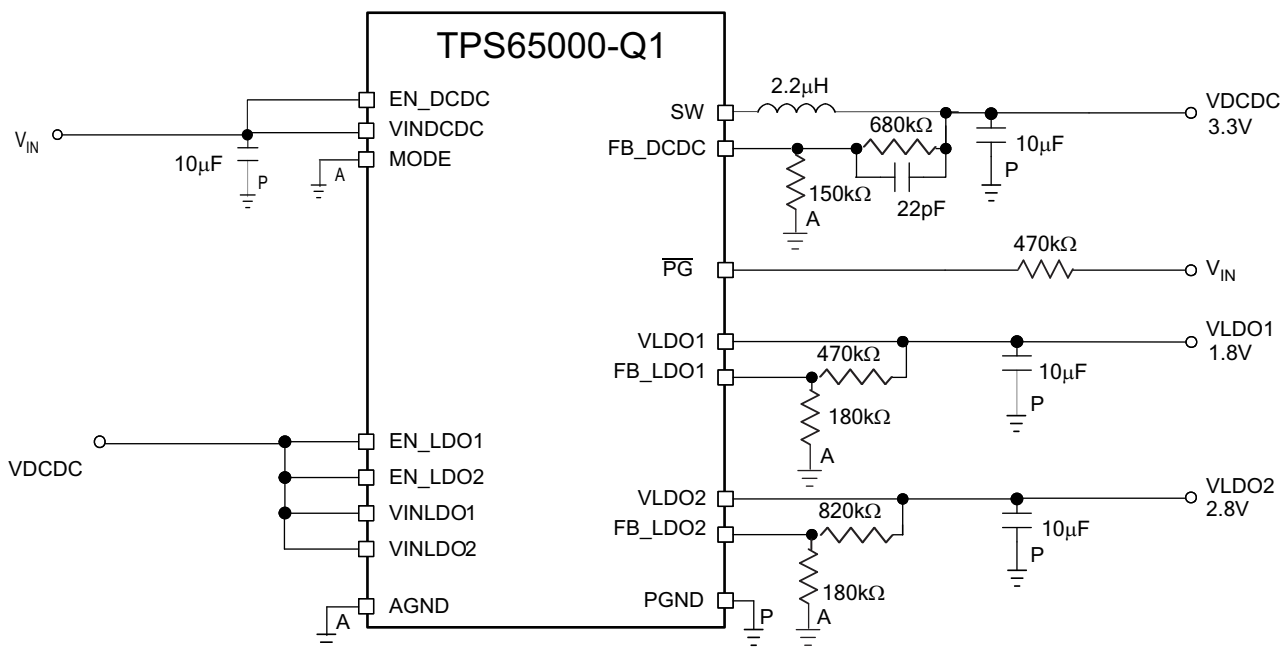 TPS65000-Q1
EN_DCDC
VINDCDC
MODE
VIN
10μF
P
A
SW
2.2μH
FB_DCDC
680kΩ
22pF
150kΩ
A
10μF
P
VDCDC
3.3V
PG
470kΩ
VIN
VLDO1
FB_LDO1
470kΩ
180kΩ
A
10μF
P
VLDO1
1.8V
VDCDC
EN_LDO1
EN_LDO2
VINLDO1
VINLDO2
VLDO2
FB_LDO2
820kΩ
180kΩ
A
10μF
P
VLDO2
2.8V
AGND
A
PGND
P